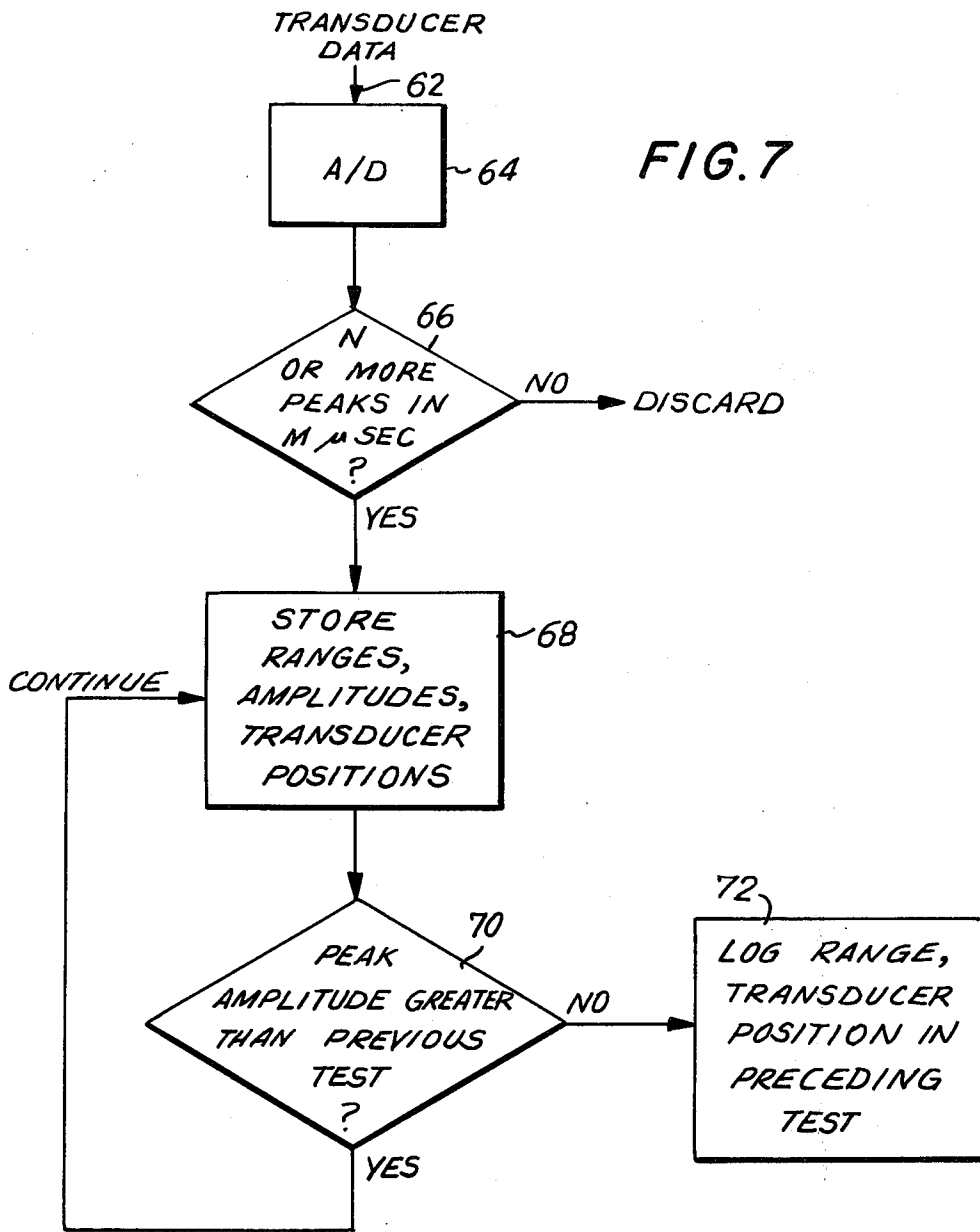 TRANSDUCER
DATA
62
A/D
64
FIG. 7
N
OR MORE
PEAKS IN
M μSEC
?
66
NO
DISCARD
YES
STORE
RANGES,
AMPLITUDES,
TRANSDUCER
POSITIONS
68
CONTINUE
PEAK
AMPLITUDE GREATER
THAN PREVIOUS
TEST
?
70
NO
YES
72
LOG RANGE,
TRANSDUCER
POSITION IN
PRECEDING
TEST